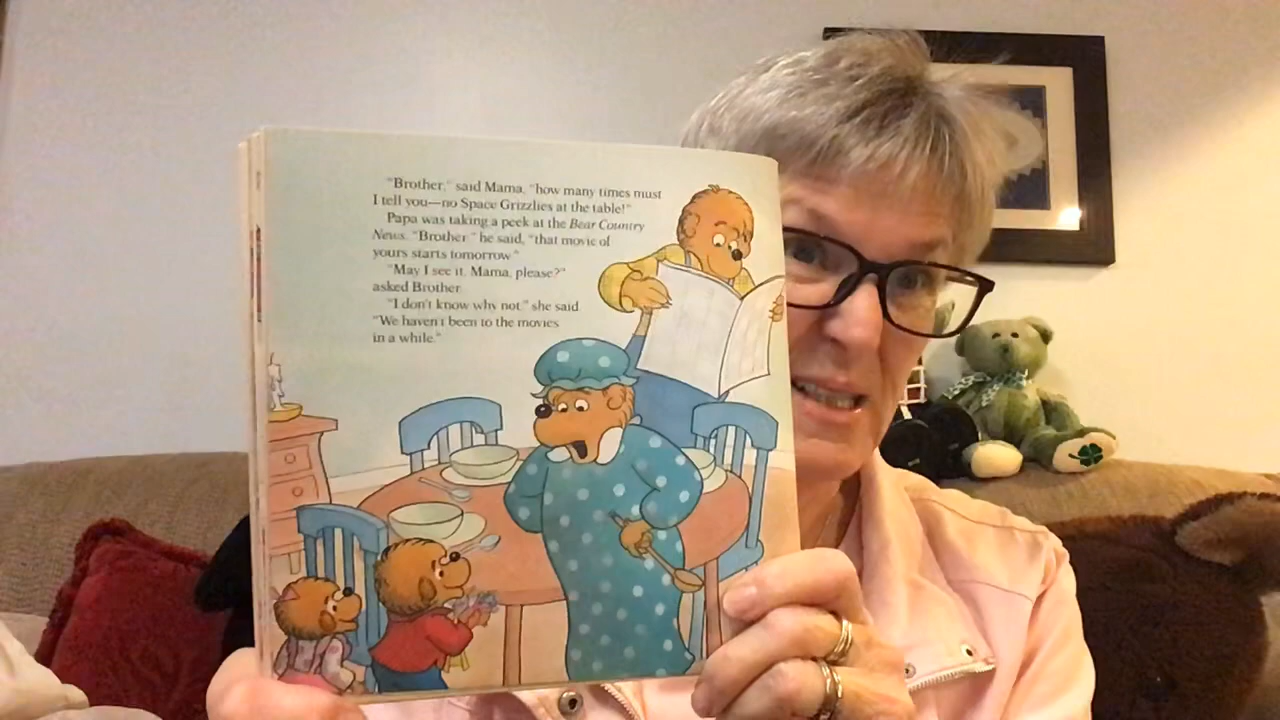 "Brother," said Mama, "how many times must
I tell you—no Space Grizzlies at the table!"
Papa was taking a peek at the Bear Country
News. "Brother," he said, "that movie of
yours starts tomorrow."
"May I see it, Mama, please?"
asked Brother.
"I don't know why not," she said.
"We haven't been to the movies
in a while."